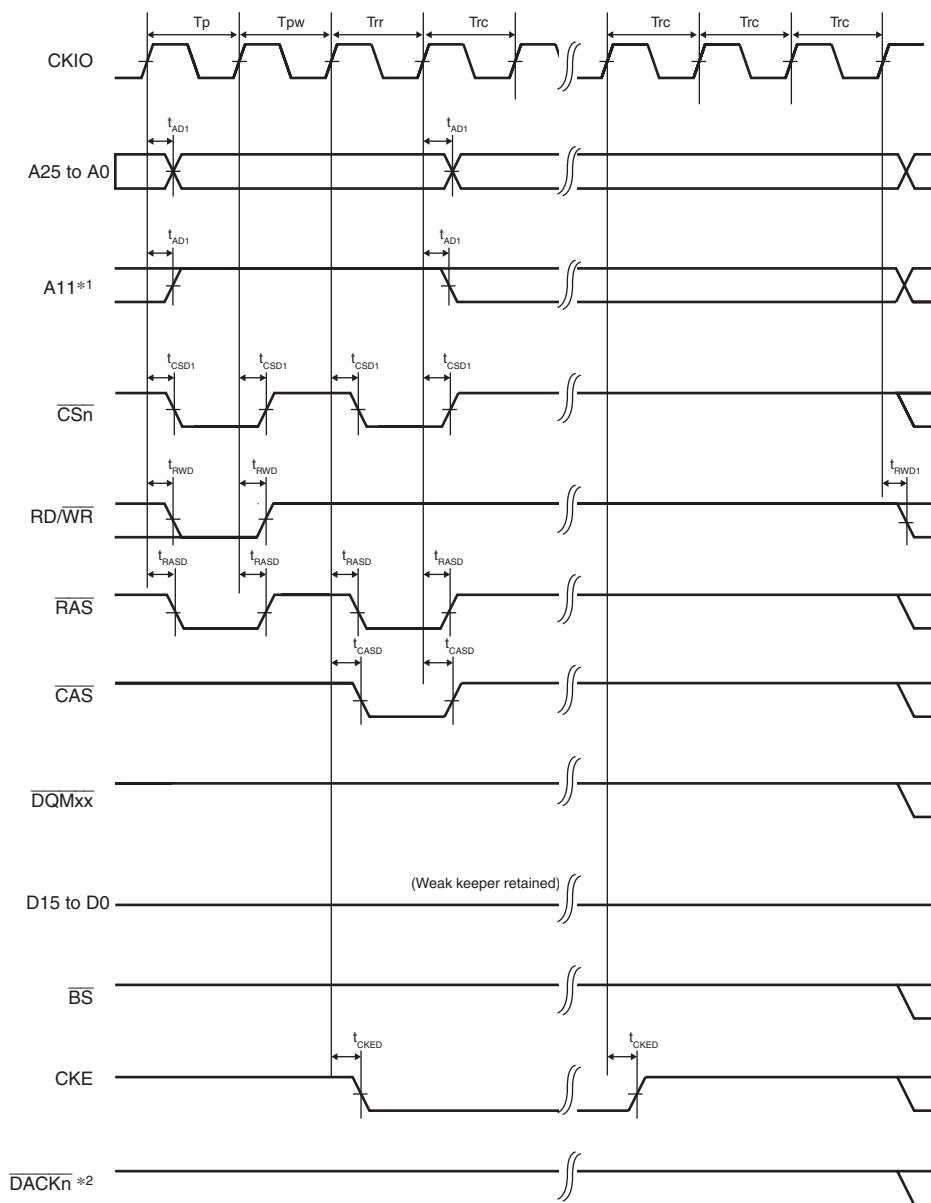 Tp Tpw Trr Trc Trc Trc Trc
CKIO
tAD1 tAD1
A25 to A0
tAD1 tAD1
A11*1
tCSD1 tCSD1 tCSD1 tCSD1
CSn
tRWD tRWD tRWD1
RD/WR
tRASD tRASD tRASD tRASD
RAS
tCASD tCASD
CAS
DQMxx
(Weak keeper retained)
D15 to D0
BS
tCKED tCKED
CKE
DACKn *2